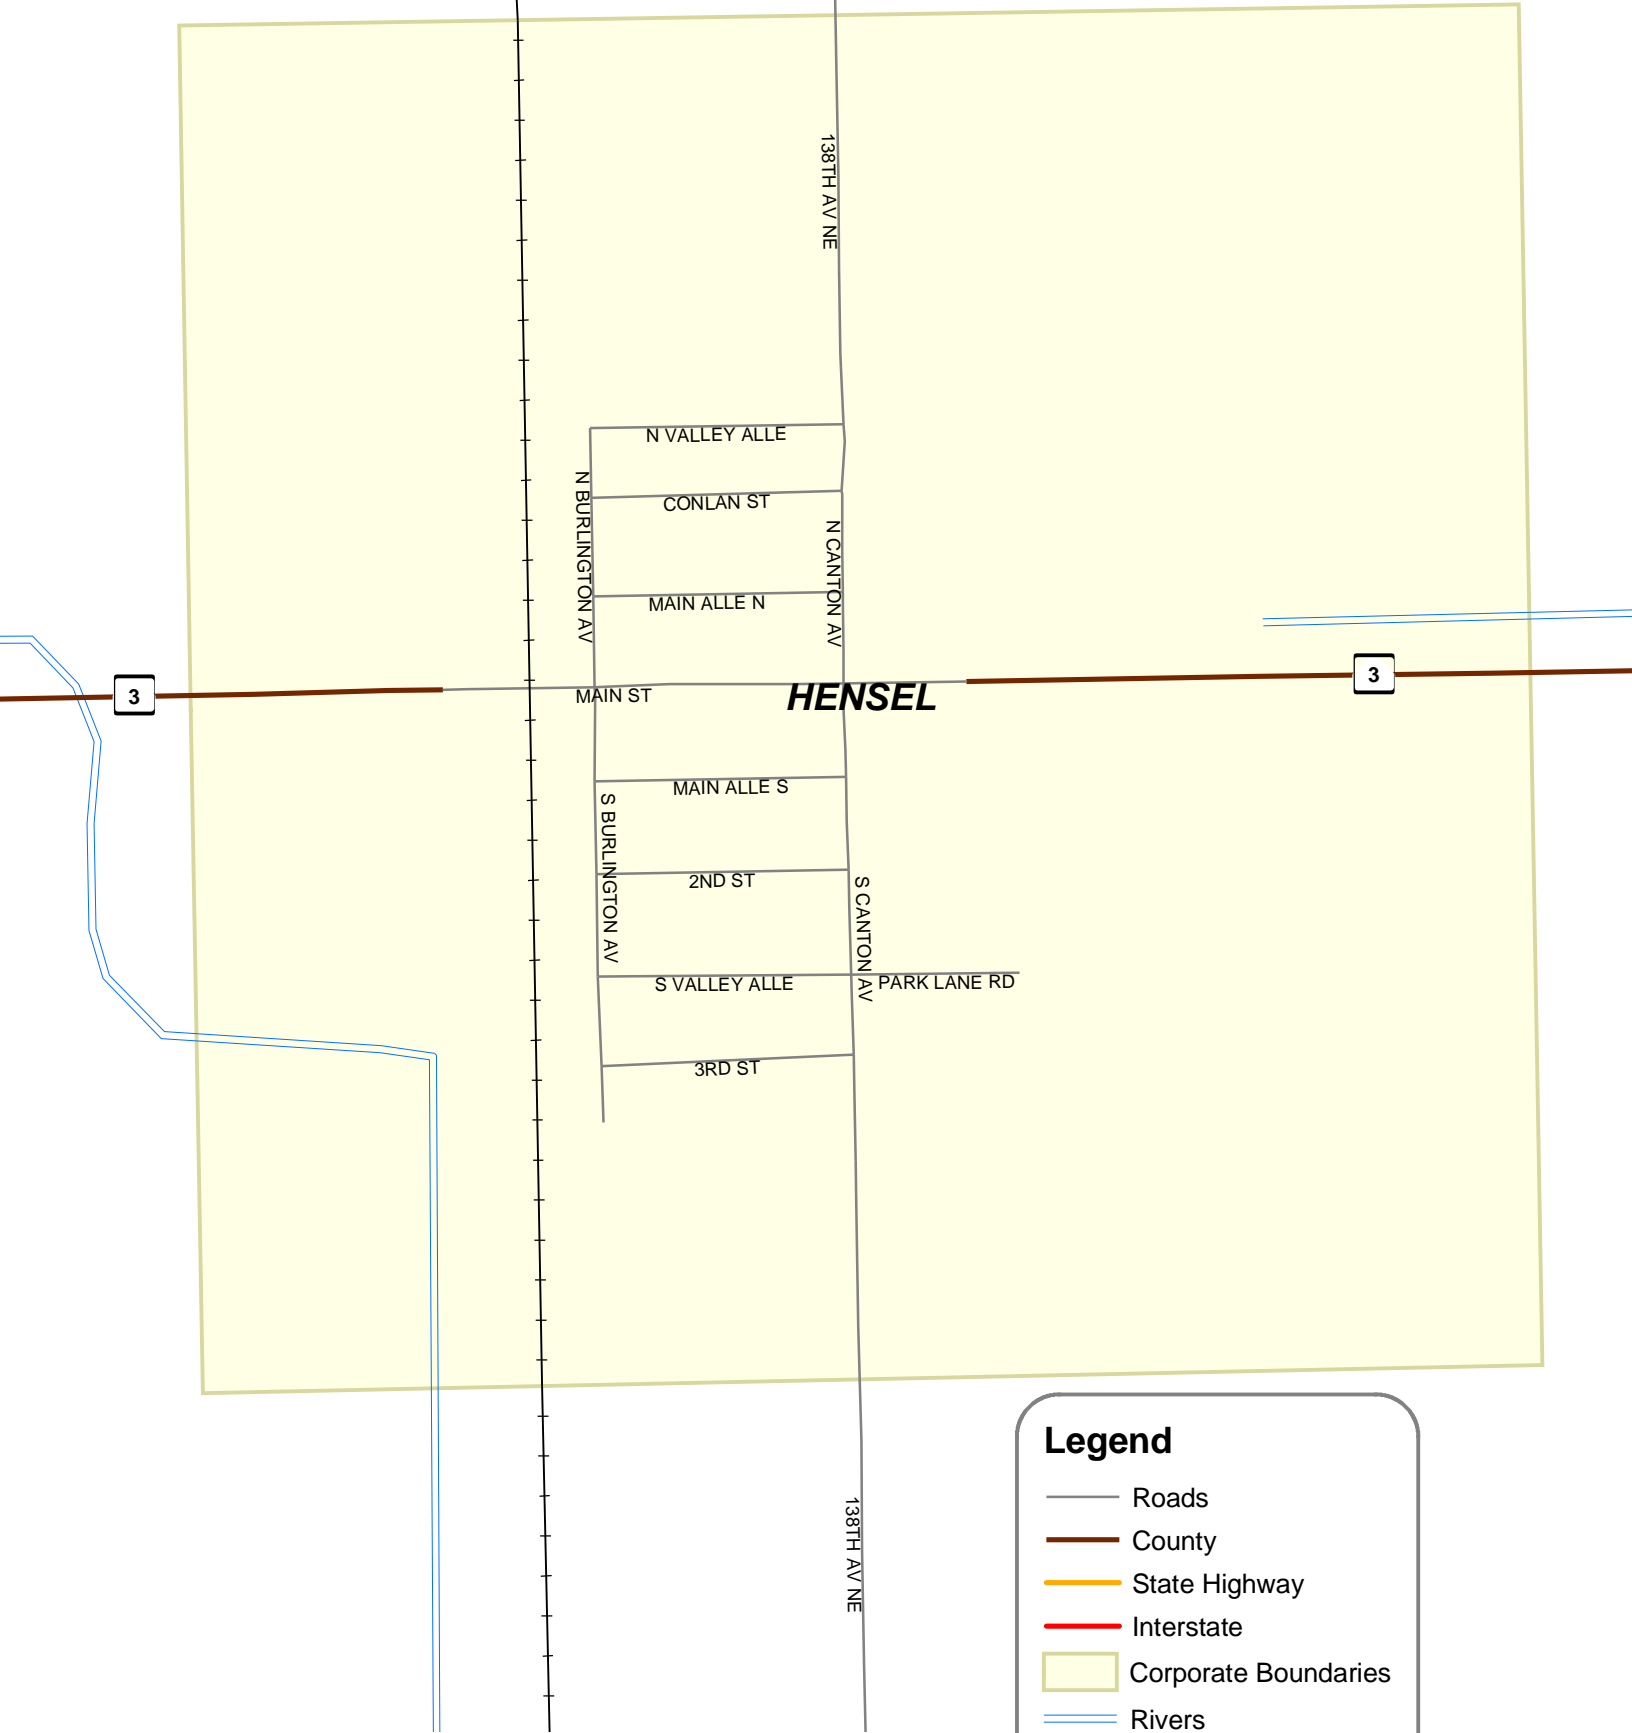 138TH AV NE
N VALLEY ALLE
N BURLINGTON AV
CONLAN ST
N CANTON AV
MAIN ALLE N
3
3
MAIN ST
HENSEL
MAIN ALLE S
S BURLINGTON AV
2ND ST
S CANTON AV
S VALLEY ALLE
PARK LANE RD
3RD ST
138TH AV NE
Legend
Roads
County
State Highway
Interstate
Corporate Boundaries
Rivers